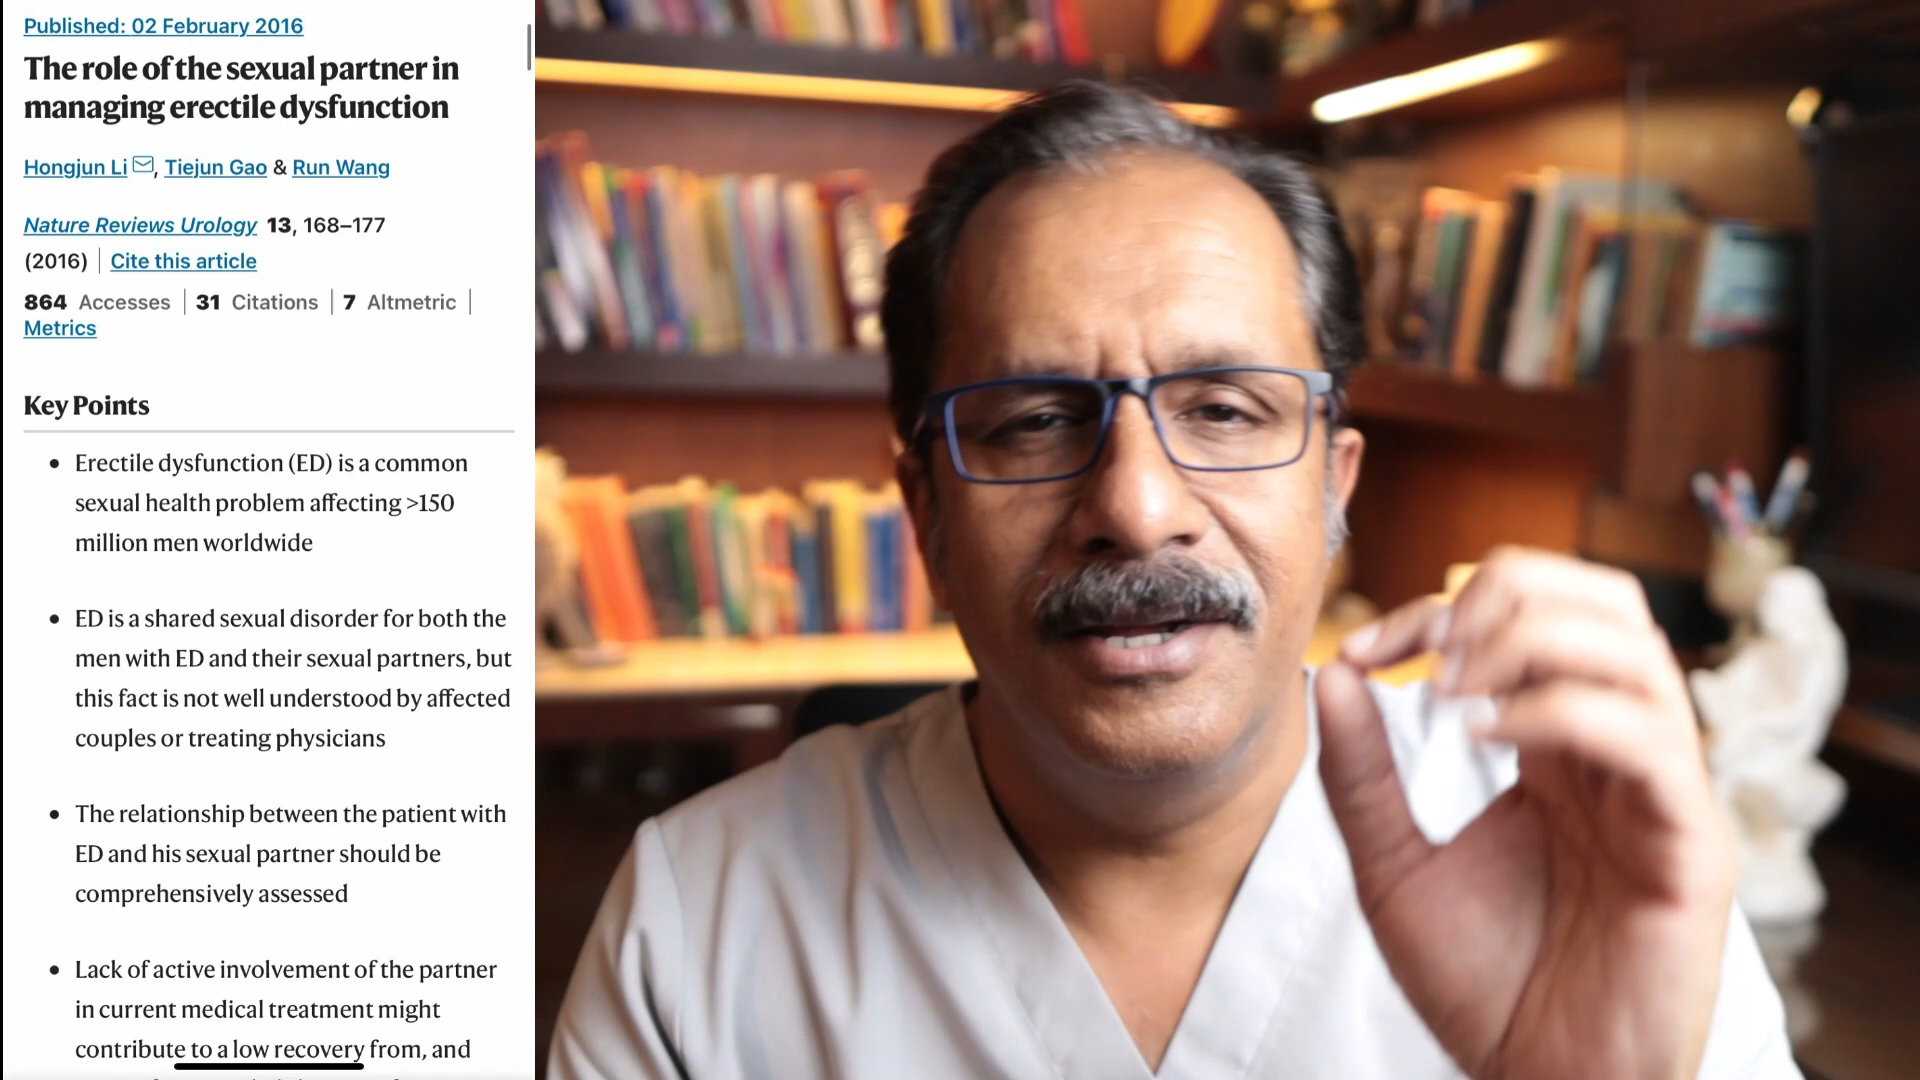 Published: 02 February 2016
The role of the sexual partner in
managing erectile dysfunction
Hongjun Li, Tiejun Gao & Run Wang
Nature Reviews Urology 13, 168–177
(2016) | Cite this article
864 Accesses | 31 Citations | 7 Altmetric |
Metrics
Key Points
• Erectile dysfunction (ED) is a common
sexual health problem affecting >150
million men worldwide
• ED is a shared sexual disorder for both the
men with ED and their sexual partners, but
this fact is not well understood by affected
couples or treating physicians
• The relationship between the patient with
ED and his sexual partner should be
comprehensively assessed
• Lack of active involvement of the partner
in current medical treatment might
contribute to a low recovery from, and